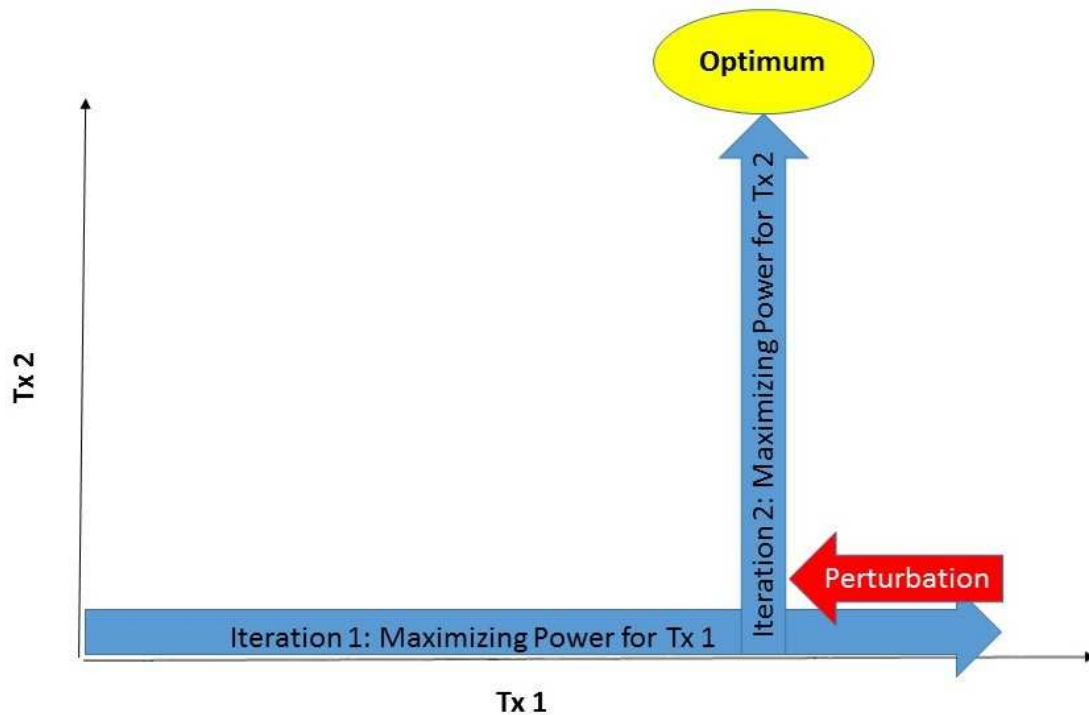 Optimum
Tx 2
Iteration 2: Maximizing Power for Tx 2
Perturbation
Iteration 1: Maximizing Power for Tx 1
Tx 1